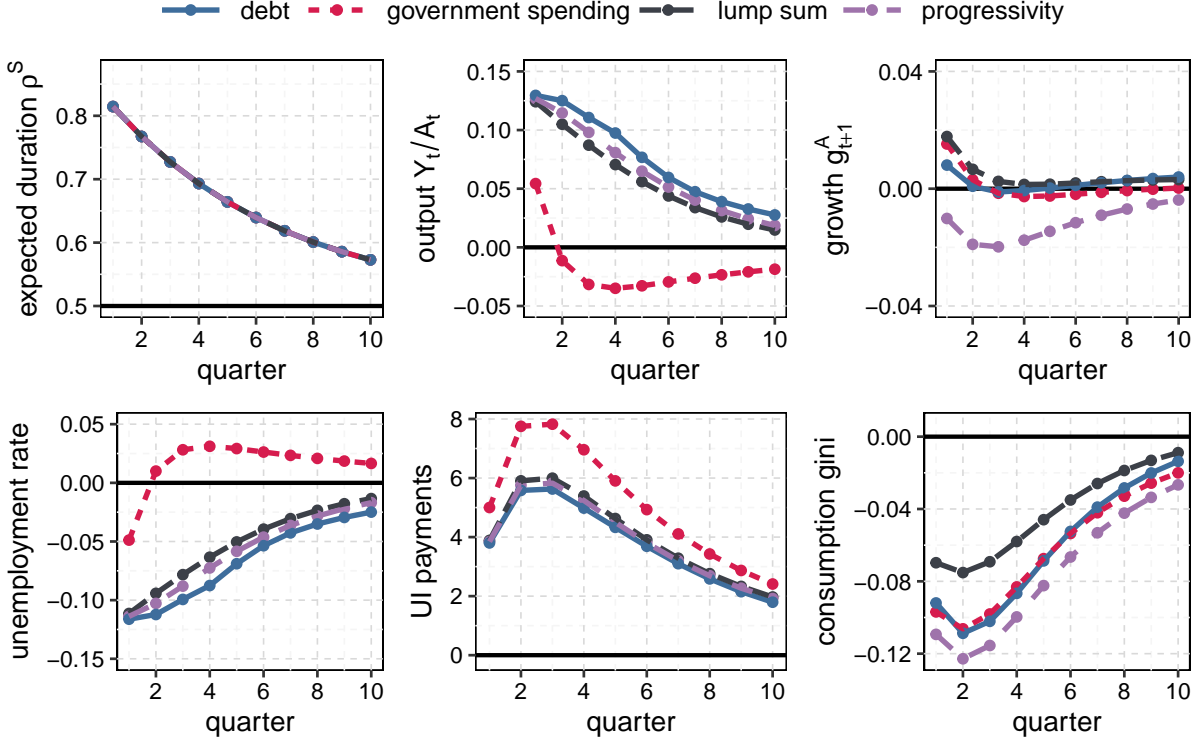 debt government spending lump sum progressivity
expected duration ρ^S
0.8
0.7
0.6
0.5
2 4 6 8 10
quarter
output Y_t/A_t
0.15
0.10
0.05
0.00
−0.05
2 4 6 8 10
quarter
growth g^A_{t+1}
0.04
0.00
−0.04
2 4 6 8 10
quarter
unemployment rate
0.05
0.00
−0.05
−0.10
−0.15
2 4 6 8 10
quarter
UI payments
8
6
4
2
0
2 4 6 8 10
quarter
consumption gini
0.00
−0.04
−0.08
−0.12
2 4 6 8 10
quarter